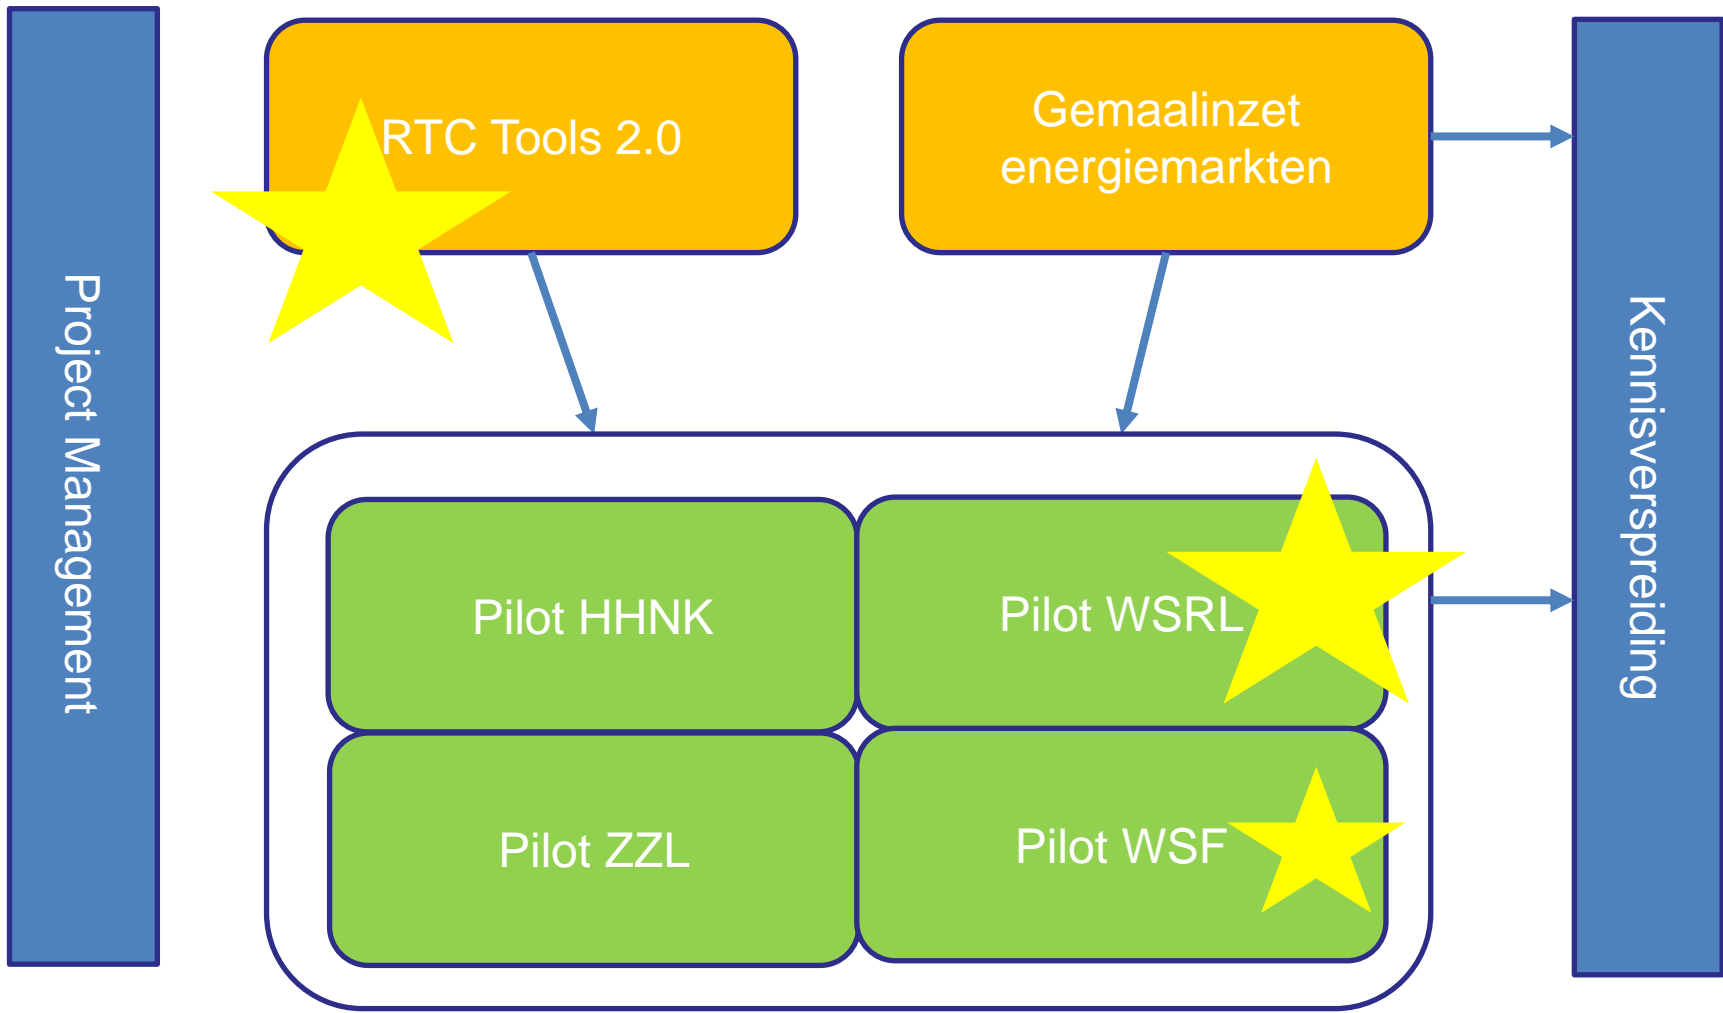 Project Management
RTC Tools 2.0
Gemaalinzet
energiemarkten
Kennisverspreiding
Pilot HHNK
Pilot WSRL
Pilot ZZL
Pilot WSF